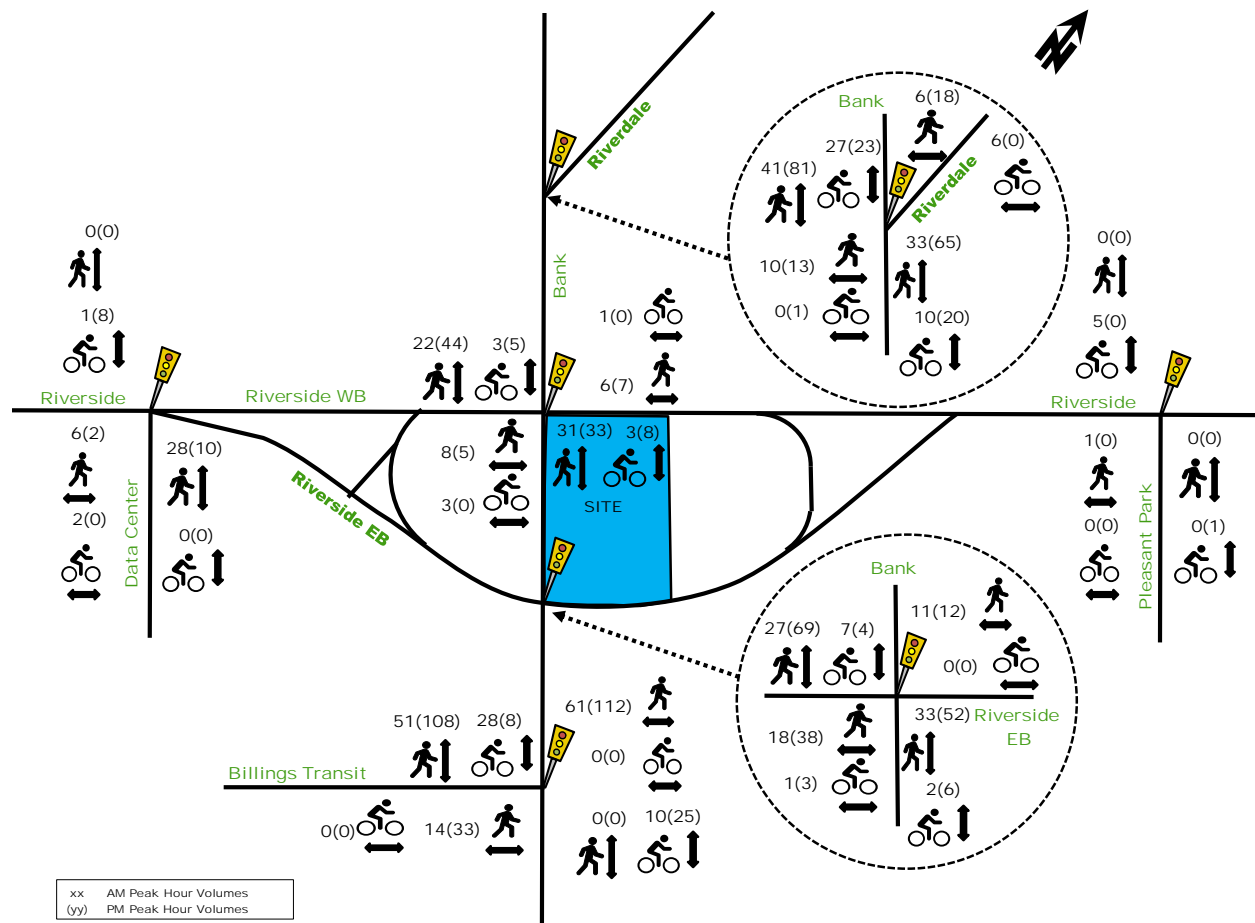 6(18)
Bank
27(23)
6(0)
41(81)
Riverdale
Riverdale
0(0)
33(65)
0(0)
10(13)
Bank
0(1)
1(0)
10(20)
1(8)
5(0)
22(44)
3(5)
6(7)
Riverside
Riverside WB
Riverside
6(2)
28(10)
8(5)
31(33)
3(8)
1(0)
0(0)
Riverside EB
3(0)
SITE
2(0)
0(0)
Data Center
0(0)
0(1)
Pleasant Park
Bank
27(69)
7(4)
11(12)
0(0)
51(108)
28(8)
61(112)
33(52)
Riverside
EB
18(38)
0(0)
1(3)
Billings Transit
2(6)
0(0)
14(33)
0(0)
10(25)
xx AM Peak Hour Volumes
(yy) PM Peak Hour Volumes
N